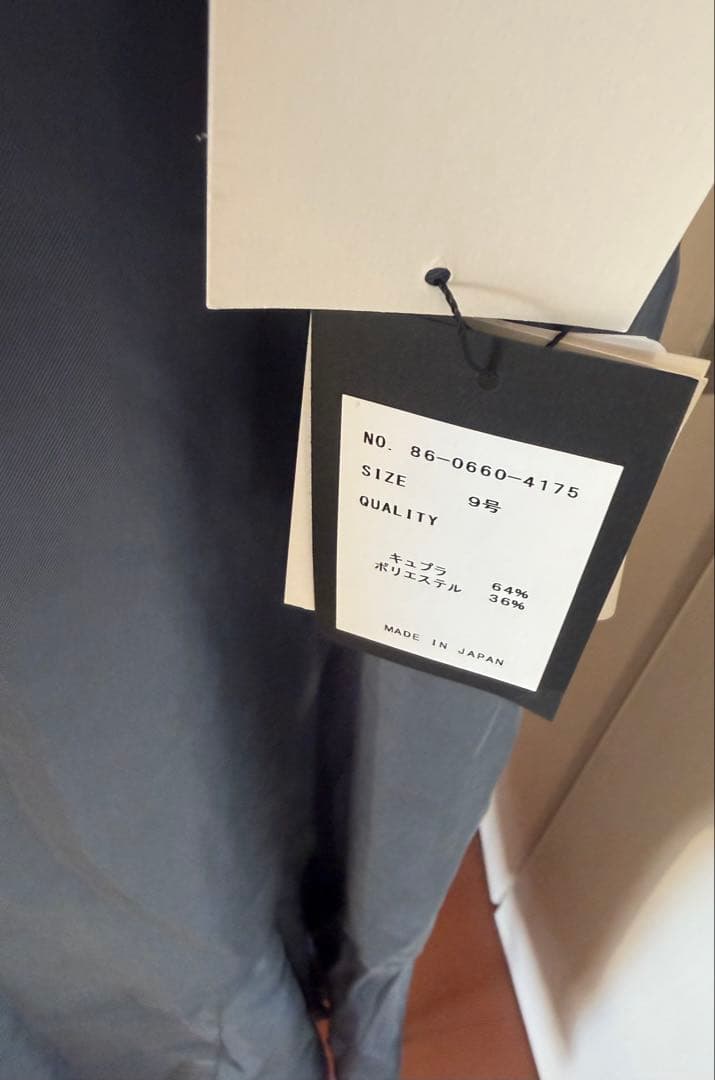 NO. 86-0660-4175
SIZE 9号
QUALITY
キュプラ 64%
ポリエステル 36%
MADE IN JAPAN